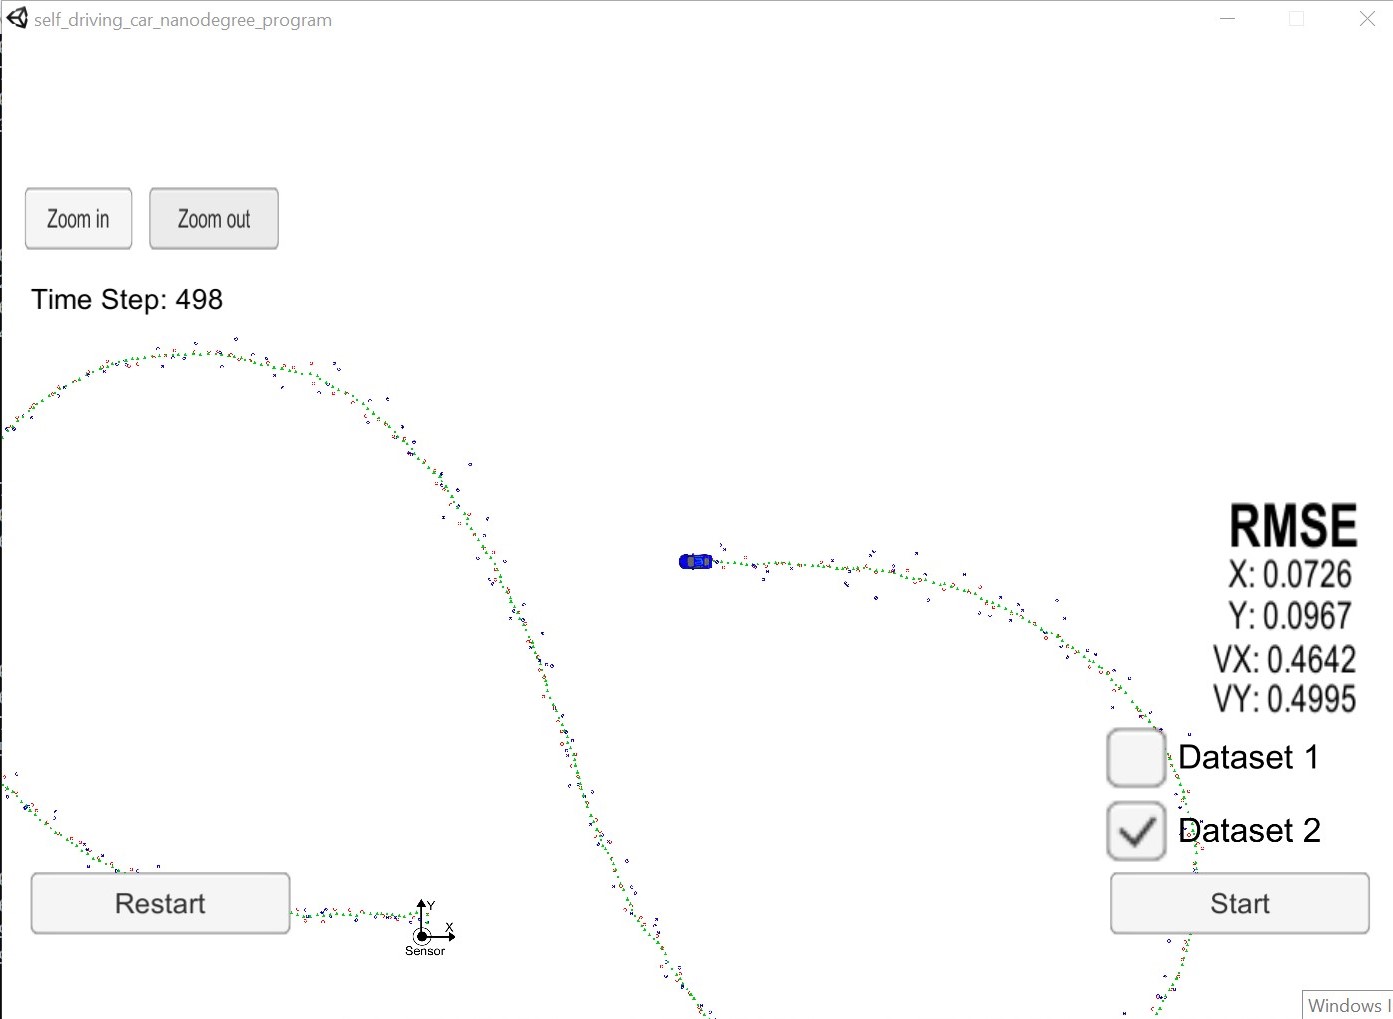 self_driving_car_nanodegree_program
Zoom in
Zoom out
Time Step: 498
RMSE
X: 0.0726
Y: 0.0967
VX: 0.4642
VY: 0.4995
Dataset 1
Dataset 2
Restart
Y
X
Sensor
Start
Windows I